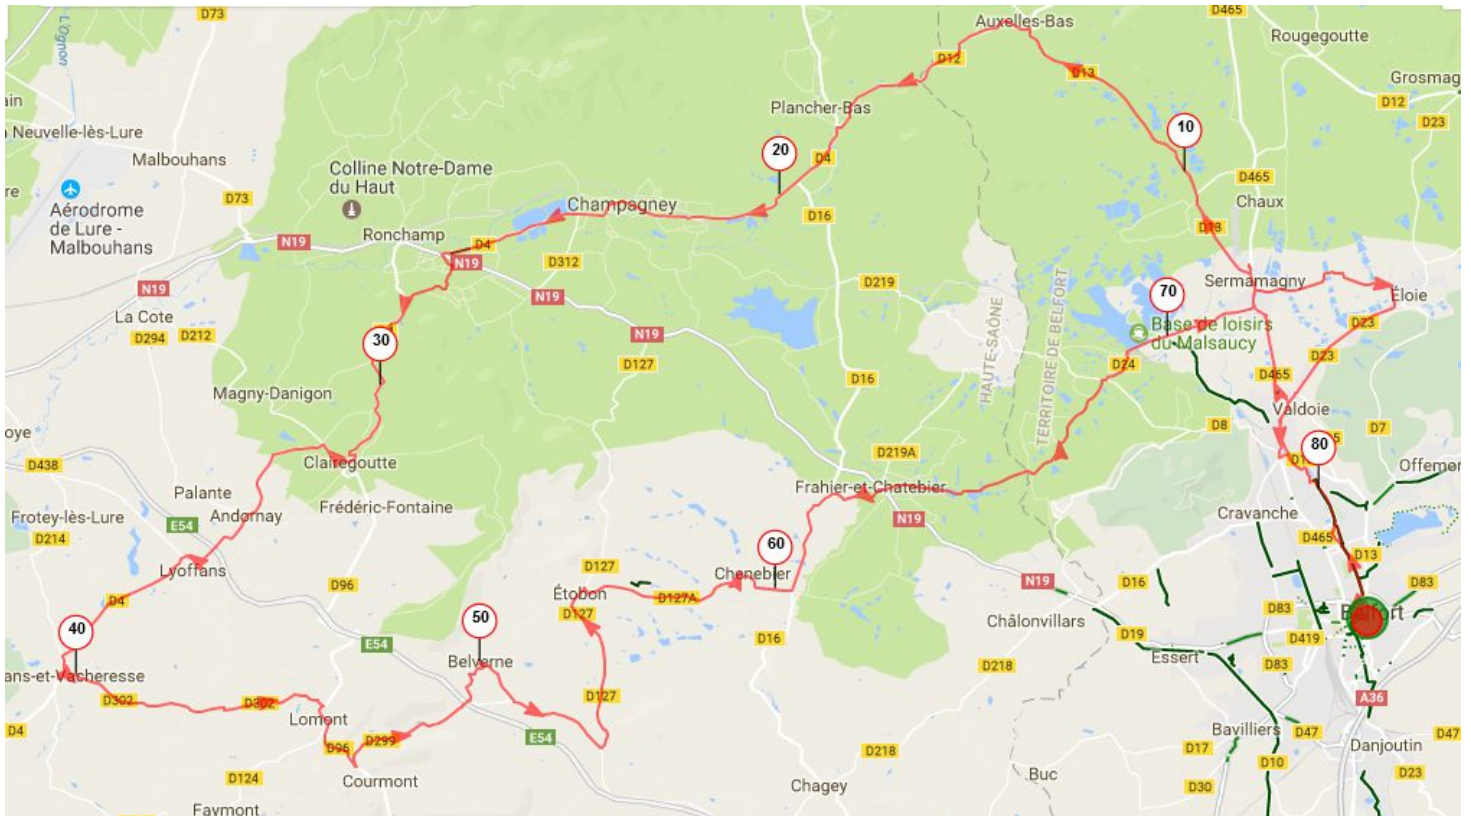 D73
L'Ognon
Auxelles-Bas
D465
Rougegoutte
D12
D13
Grosmag
ain
Plancher-Bas
D12
D23
Neuvelle-lès-Lure
10
Malbouhans
Colline Notre-Dame
du Haut
20
D4
D465
re
D73
Chaux
Aérodrome
de Lure -
Malbouhans
Champagney
D16
D13
Ronchamp
N19
D4
N19
D312
Sermamagny
D219
70
Éloie
N19
N19
La Cote
HAUTE-SAÔNE
TERRITOIRE DE BELFORT
Base de loisirs
du Malsaucy
D23
D294
D212
30
N19
D23
D127
D24
D16
D465
Magny-Danigon
Valdoie
D8
D7
oye
80
D438
Clairegoutte
D219A
Offemor
Palante
Frahier-et-Chatebier
Frotey-lès-Lure
Andornay
Frédéric-Fontaine
Cravanche
E54
N19
D214
D465
60
D13
Lyoffans
D127
Chenebier
N19
D16
D83
D96
Étobon
D127A
D4
D127
D83
Belfort
40
50
Châlonvillars
D19
D419
E54
D16
Essert
D83
Belverne
D218
ans-et-Vacheresse
D302
D302
D127
A36
Lomont
D4
D96
D299
E54
Bavilliers
D47
D47
D218
D17
Danjoutin
D124
Courmont
Buc
D10
D23
Chagey
D30
Faymont